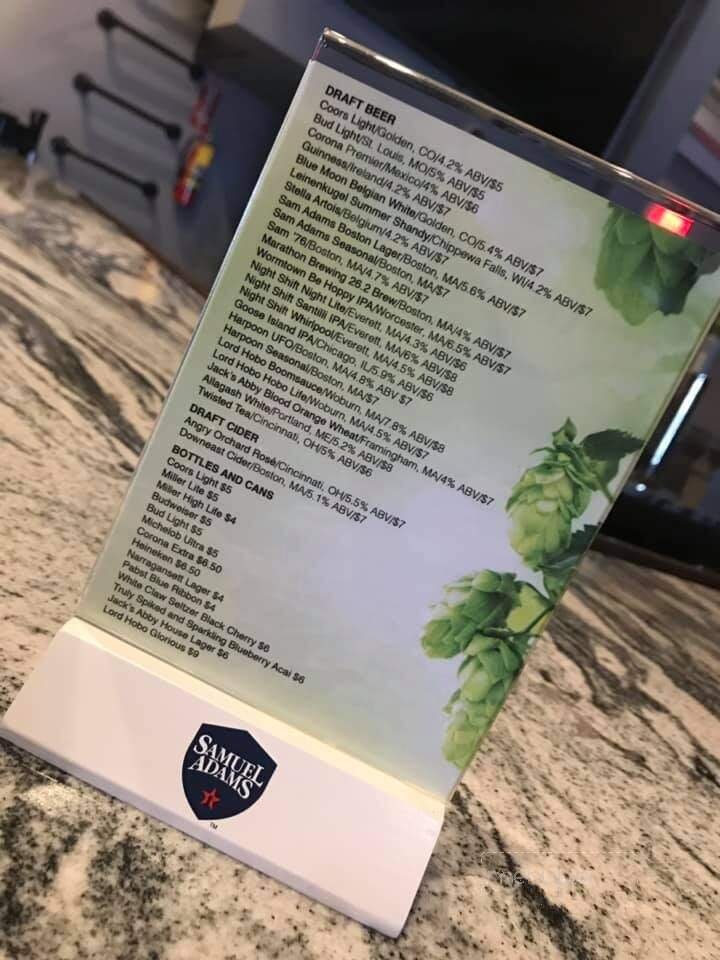 DRAFT BEER
Coors Light/Golden, CO/4.2% ABV/$5
Bud Light/St. Louis, MO/5% ABV/$5
Corona Premier/Mexico/4% ABV/$6
Guinness/Ireland/4.2% ABV/$7
Blue Moon Belgian White/Golden, CO/5.4% ABV/$7
Leinenkugel Summer Shandy/Chippewa Falls, WI/4.2% ABV/$7
Stella Artois/Belgium/4.2% ABV/$7
Sam Adams Boston Lager/Boston, MA/5.6% ABV/$7
Sam Adams Seasonal/Boston, MA/$7
Sam '76/Boston, MA/4.7% ABV/$7
Marathon Brewing 26.2 Brew/Boston, MA/4% ABV/$7
Wormtown Be Hoppy IPA/Worcester, MA/6.5% ABV/$7
Night Shift Night Lite/Everett, MA/4.3% ABV/$6
Night Shift Santilli IPA/Everett, MA/6% ABV/$8
Night Shift Whirlpool/Everett, MA/4.5% ABV/$8
Goose Island IPA/Chicago, IL/5.9% ABV/$6
Harpoon UFO/Boston, MA/4.8% ABV $7
Harpoon Seasonal/Boston, MA/$7
Lord Hobo Boomsauce/Woburn, MA/7.8% ABV/$8
Lord Hobo Hobo Life/Woburn, MA/4.5% ABV/$7
Jack's Abby Blood Orange Wheat/Framingham, MA/4% ABV/$7
Allagash White/Portland, ME/5.2% ABV/$8
Twisted Tea/Cincinnati, OH/5% ABV/$6
DRAFT CIDER
Angry Orchard Rosé/Cincinnati, OH/5.5% ABV/$7
Downeast Cider/Boston, MA/5.1% ABV/$7
BOTTLES AND CANS
Coors Light $5
Miller Lite $5
Miller High Life $4
Budweiser $5
Bud Light $5
Michelob Ultra $5
Corona Extra $6.50
Heineken $6.50
Narragansett Lager $4
Pabst Blue Ribbon $4
White Claw Seltzer Black Cherry $6
Truly Spiked and Sparkling Blueberry Acai $6
Jack's Abby House Lager $6
Lord Hobo Glorious $9
SAMUEL
ADAMS
TM